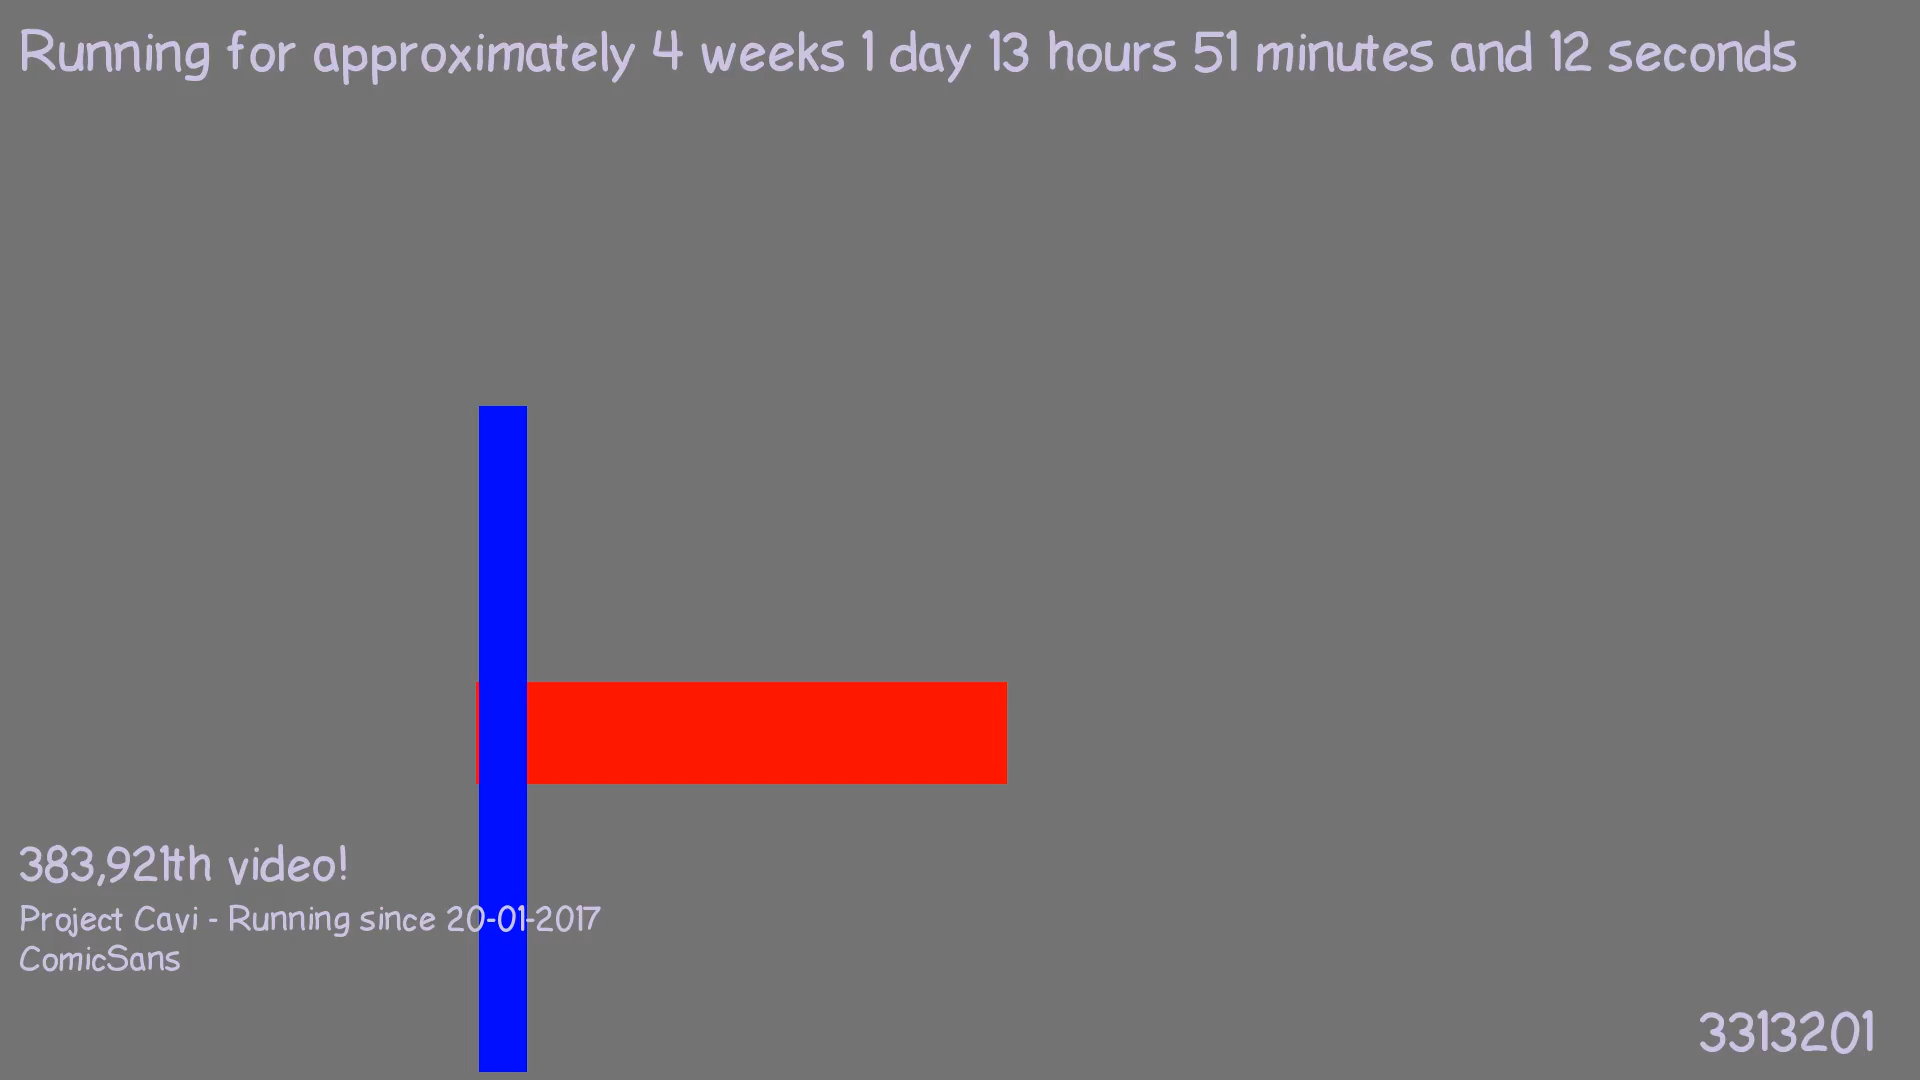 Running for approximately 4 weeks 1 day 13 hours 51 minutes and 12 seconds
383,921th video!
Project Cavi - Running since 20-01-2017
ComicSans
3313201